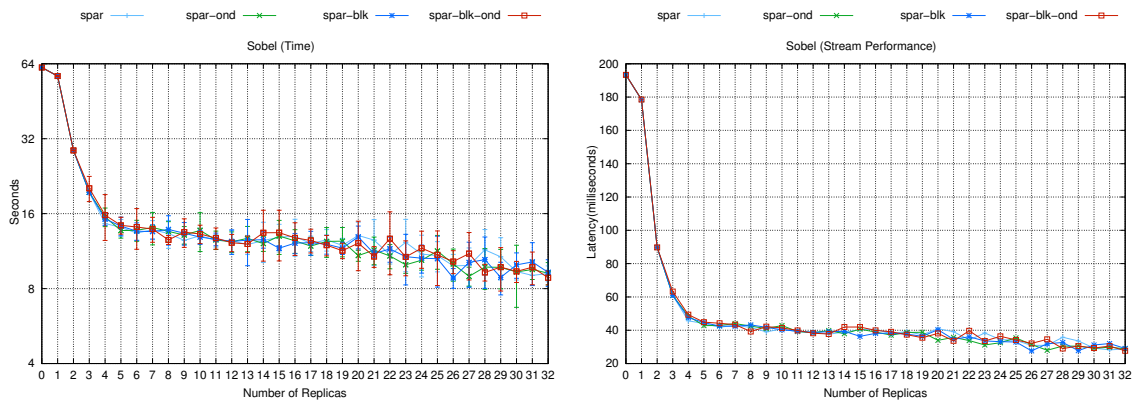 spar spar-ond spar-blk spar-blk-ond
Sobel (Time)
64
32
16
8
4
Seconds
0 1 2 3 4 5 6 7 8 9 10 11 12 13 14 15 16 17 18 19 20 21 22 23 24 25 26 27 28 29 30 31 32
Number of Replicas
spar spar-ond spar-blk spar-blk-ond
Sobel (Stream Performance)
200
180
160
140
120
100
80
60
40
20
Latency(milliseconds)
0 1 2 3 4 5 6 7 8 9 10 11 12 13 14 15 16 17 18 19 20 21 22 23 24 25 26 27 28 29 30 31 32
Number of Replicas